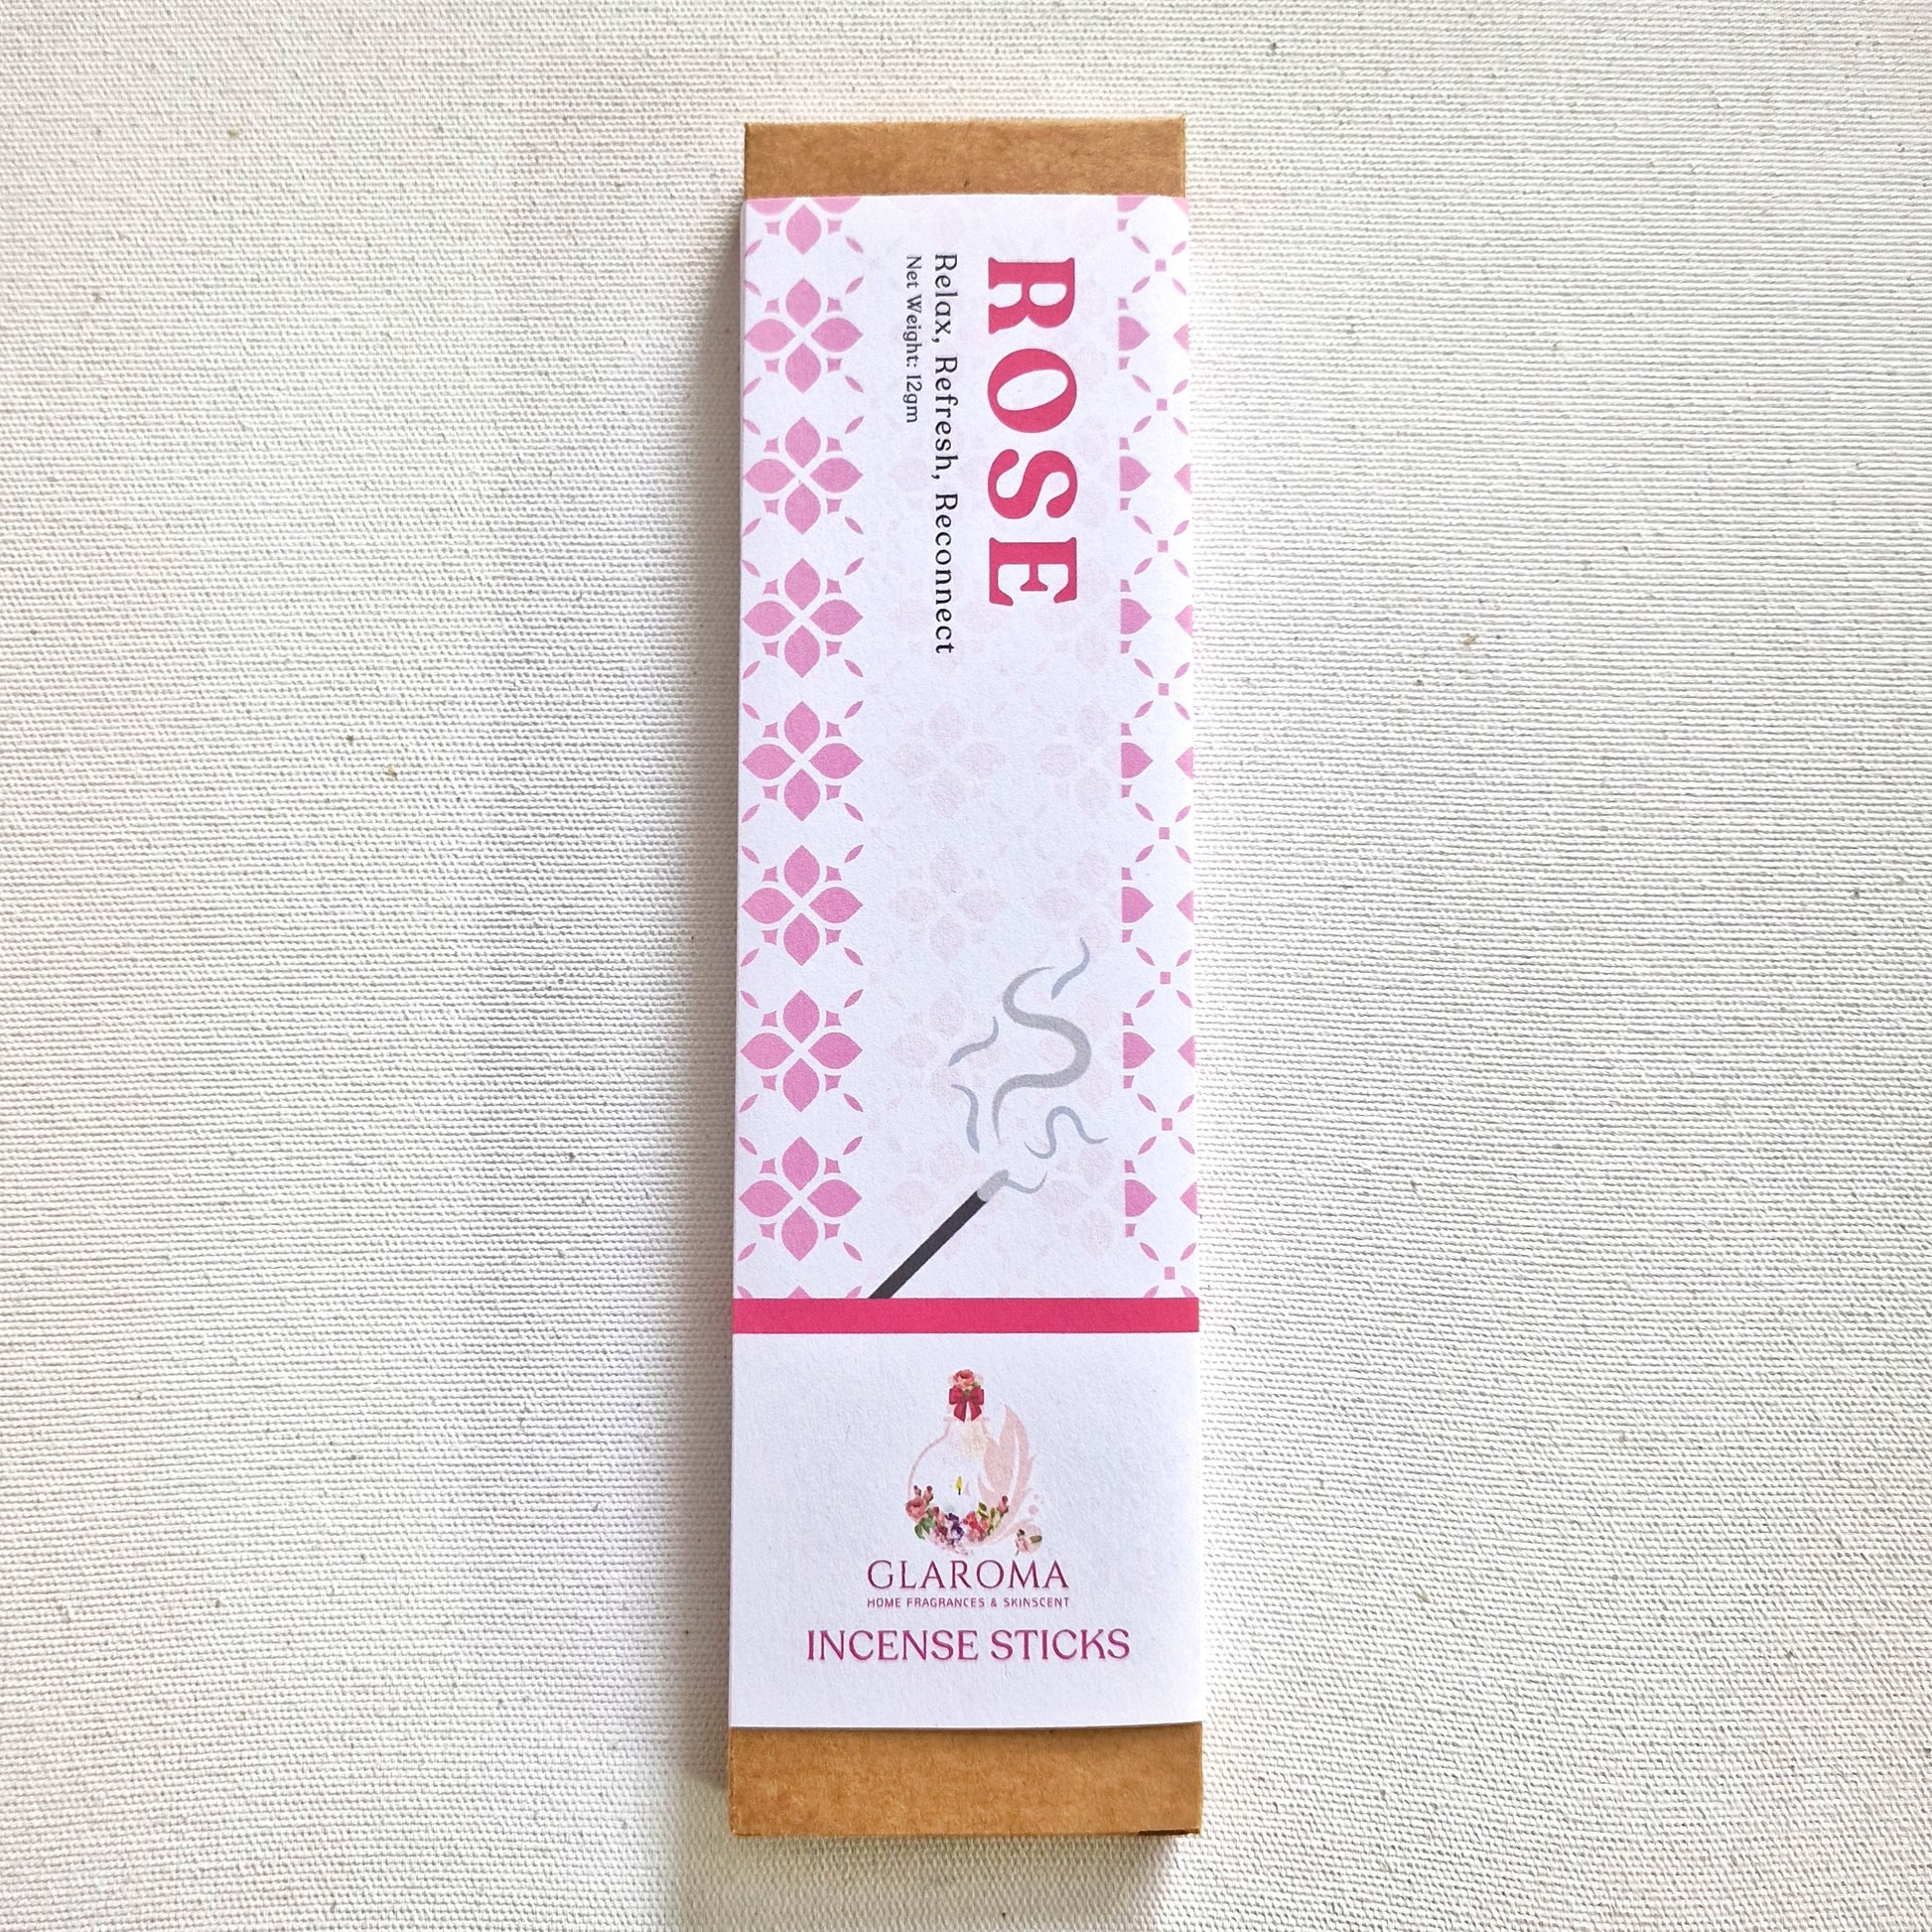 ROSE
Relax, Refresh, Reconnect
Net Weight: 12gm
GLAROMA
HOME FRAGRANCES & SKINSCENT
INCENSE STICKS